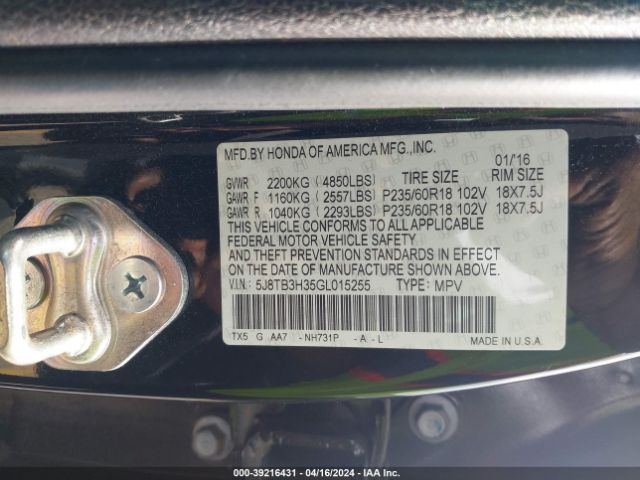 MFD.BY HONDA OF AMERICA MFG.,INC. 01/'16
GVWR 2200KG (4850LBS) TIRE SIZE RIM SIZE
GAWR F 1160KG (2557LBS) P235/60R18 102V 18X7.5J
GAWR R 1040KG (2293LBS) P235/60R18 102V 18X7.5J
THIS VEHICLE CONFORMS TO ALL APPLICABLE
FEDERAL MOTOR VEHICLE SAFETY
AND THEFT PREVENTION STANDARDS IN EFFECT
ON THE DATE OF MANUFACTURE SHOWN ABOVE.
V.I.N.: 5J8TB3H35GL015255 TYPE: MPV
TX5 G AA7 - NH731P - A - L
MADE IN U.S.A.
000-39216431 - 04/16/2024 - IAA Inc.